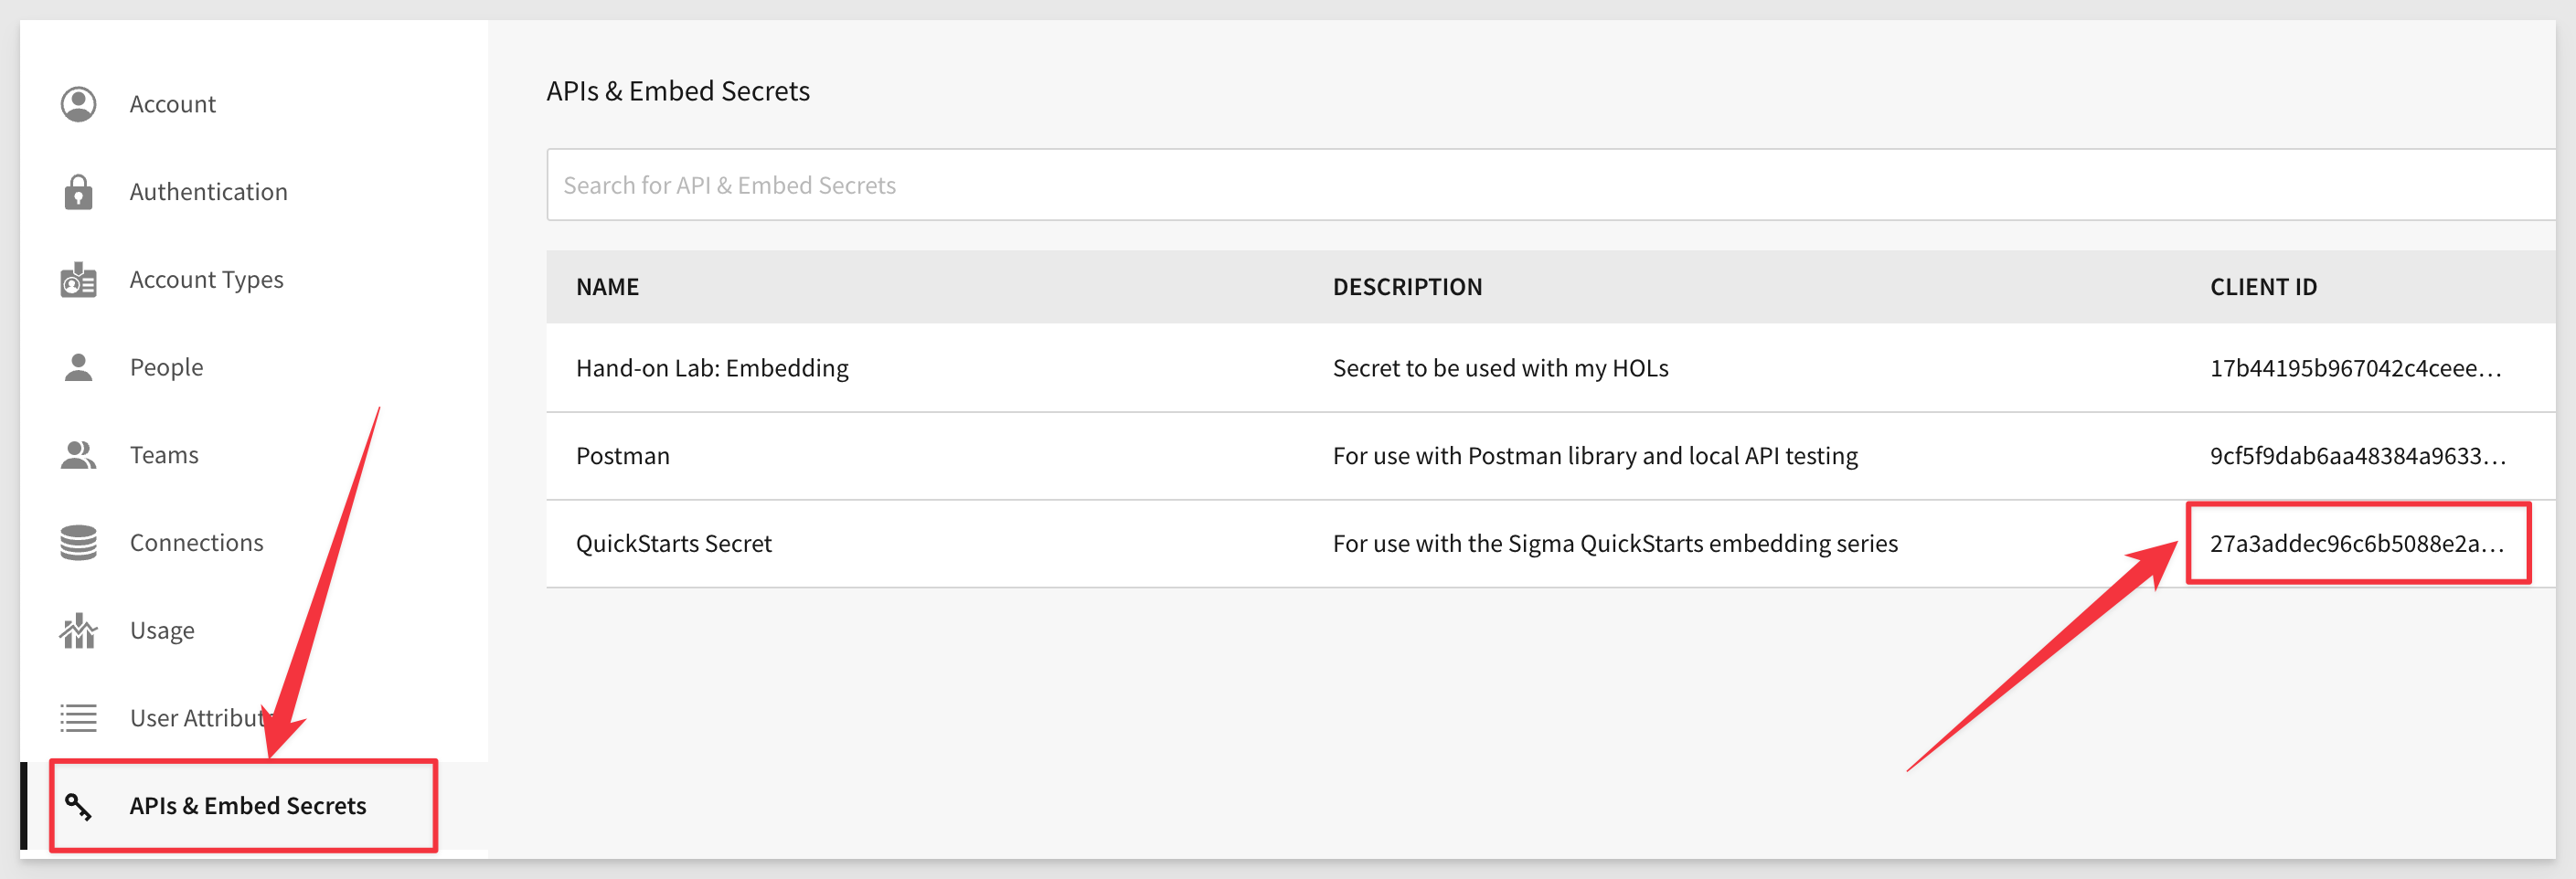 Account
Authentication
Account Types
People
Teams
Connections
Usage
User Attribut
APIs & Embed Secrets
APIs & Embed Secrets
Search for API & Embed Secrets
NAME DESCRIPTION CLIENT ID
Hand-on Lab: Embedding Secret to be used with my HOLs 17b44195b967042c4ceee...
Postman For use with Postman library and local API testing 9cf5f9dab6aa48384a9633...
QuickStarts Secret For use with the Sigma QuickStarts embedding series 27a3addec96c6b5088e2a...